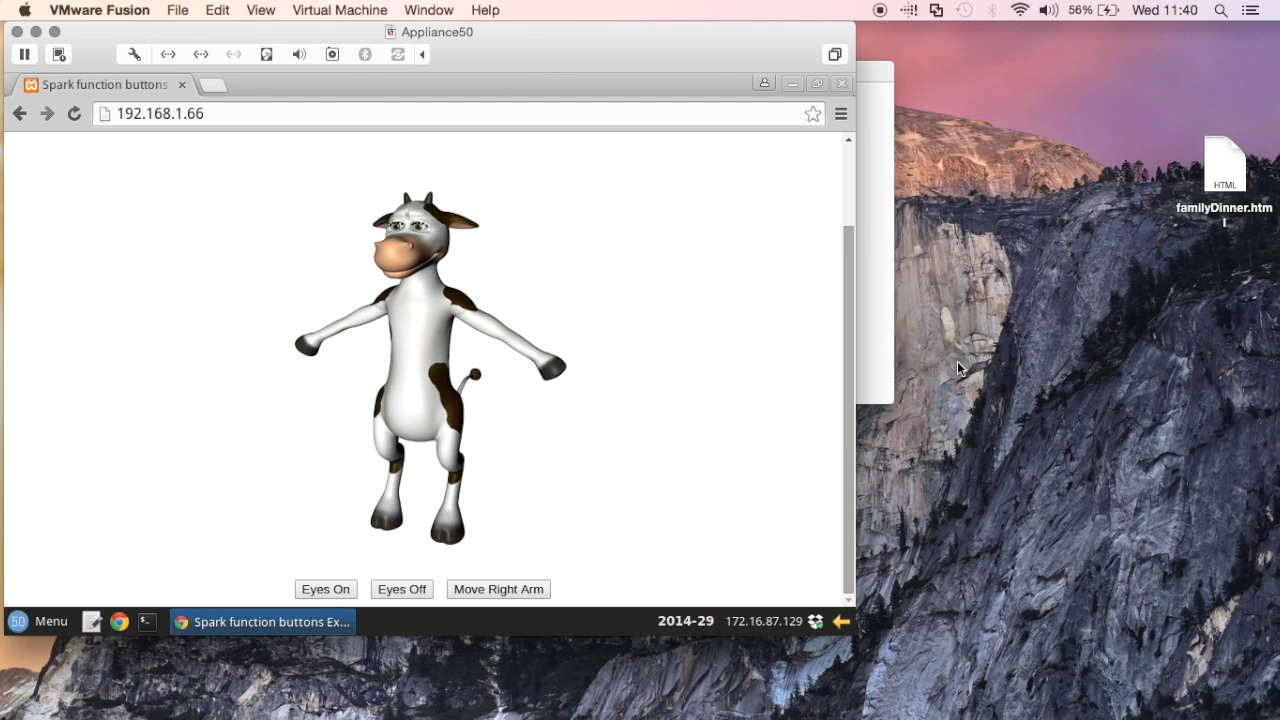 VMware Fusion File Edit View Virtual Machine Window Help 56% Wed 11:40
Appliance50
Spark function buttons
192.168.1.66
HTML
familyDinner.htm
l
Eyes On Eyes Off Move Right Arm
50 Menu Spark function buttons Ex... 2014-29 172.16.87.129